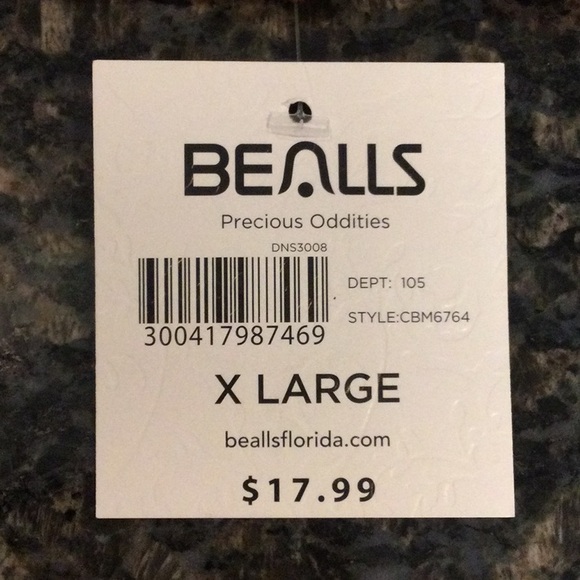 BEALLS
Precious Oddities
DNS3008
DEPT: 105
300417987469
STYLE:CBM6764
X LARGE
beallsflorida.com
$17.99